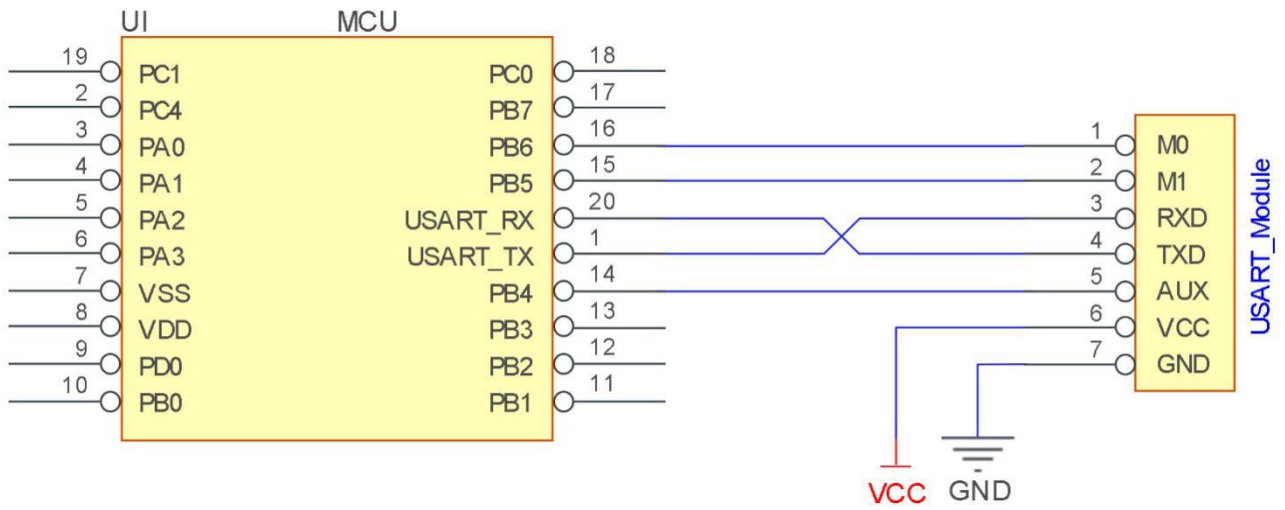 UI MCU
19 PC1 PC0 18
2 PC4 PB7 17
3 PA0 PB6 16 1 M0
4 PA1 PB5 15 2 M1
5 PA2 USART_RX 20 3 RXD
6 PA3 USART_TX 1 4 TXD
7 VSS PB4 14 5 AUX
8 VDD PB3 13 6 VCC
9 PD0 PB2 12 7 GND
10 PB0 PB1 11
USART_Module
VCC GND